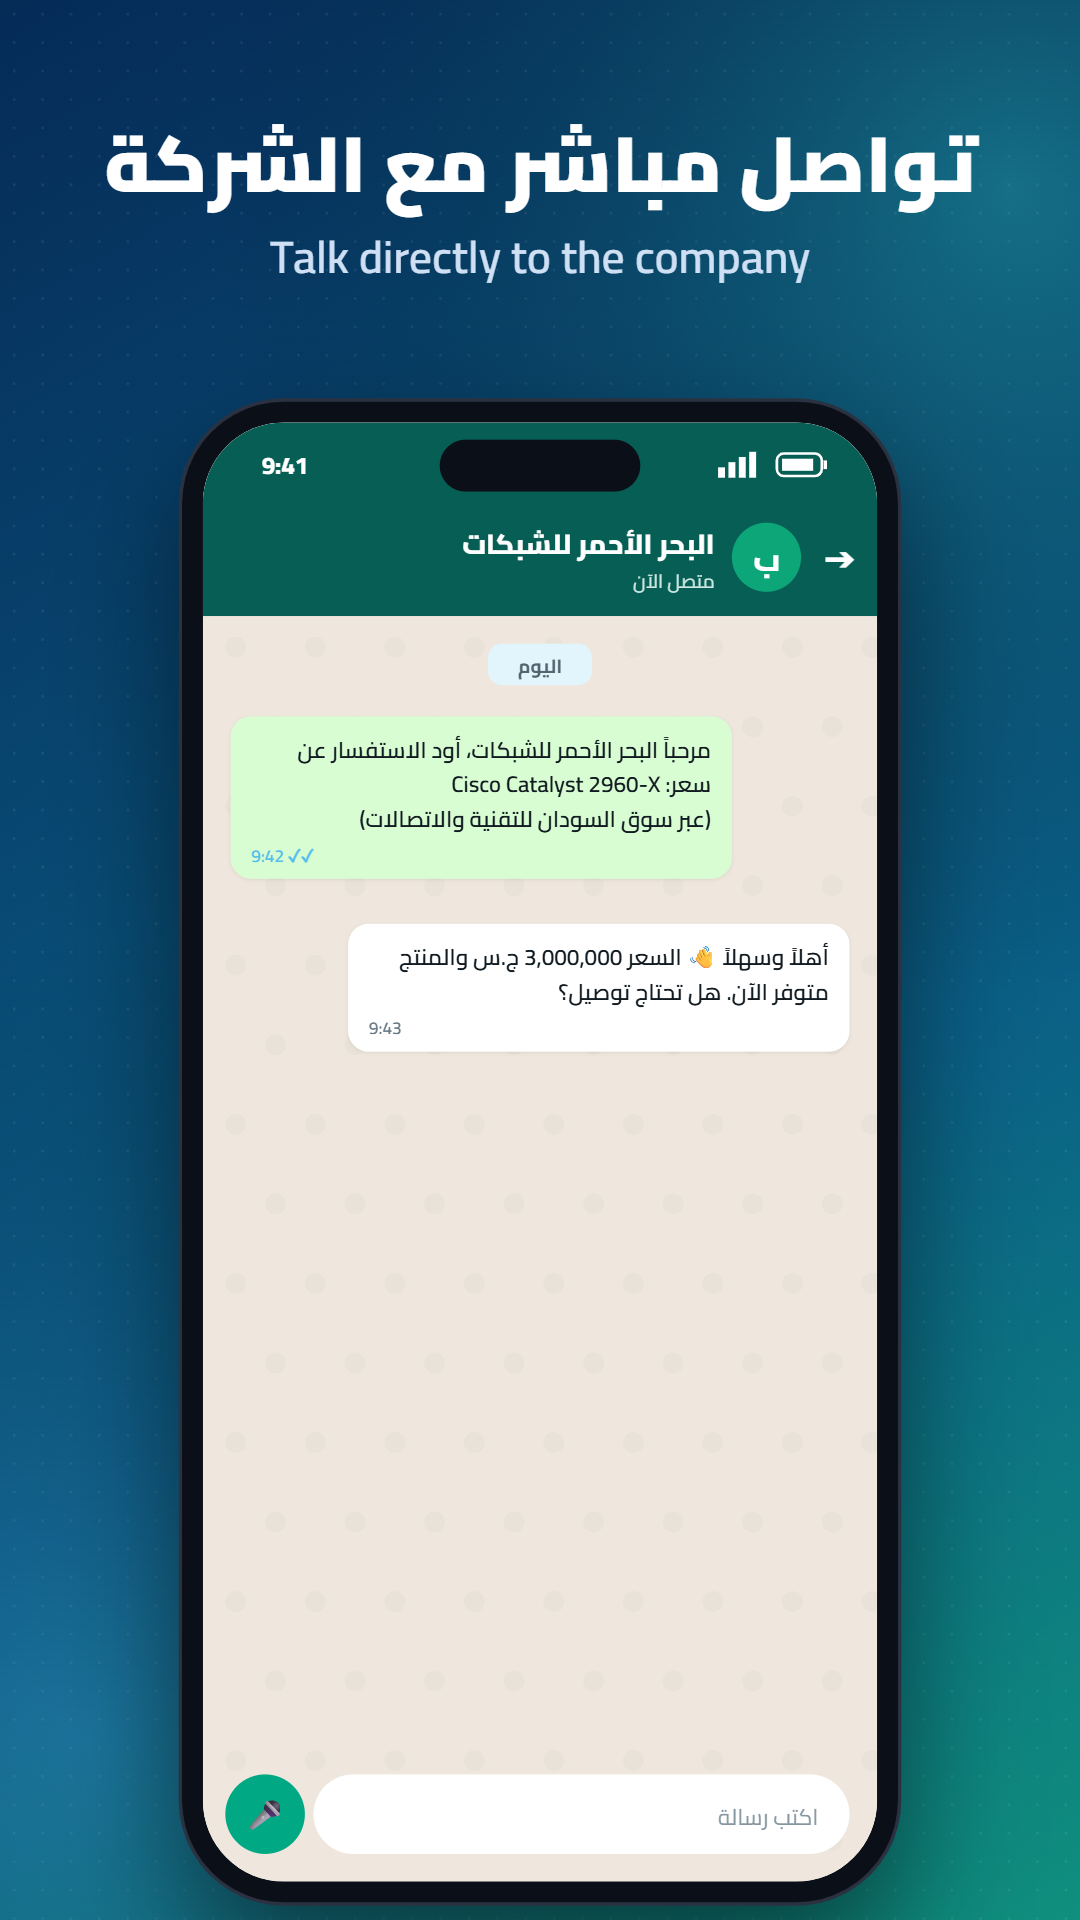 تواصل مباشر مع الشركة
Talk directly to the company
9:41
البحر الأحمر للشبكات
ب
متصل الآن
اليوم
مرحباً البحر الأحمر للشبكات، أود الاستفسار عن
سعر: Cisco Catalyst 2960-X
(عبر سوق السودان للتقنية والاتصالات)
9:42 ✓✓
أهلاً وسهلاً 👋 السعر 3,000,000 ج.س والمنتج
متوفر الآن. هل تحتاج توصيل؟
9:43
اكتب رسالة